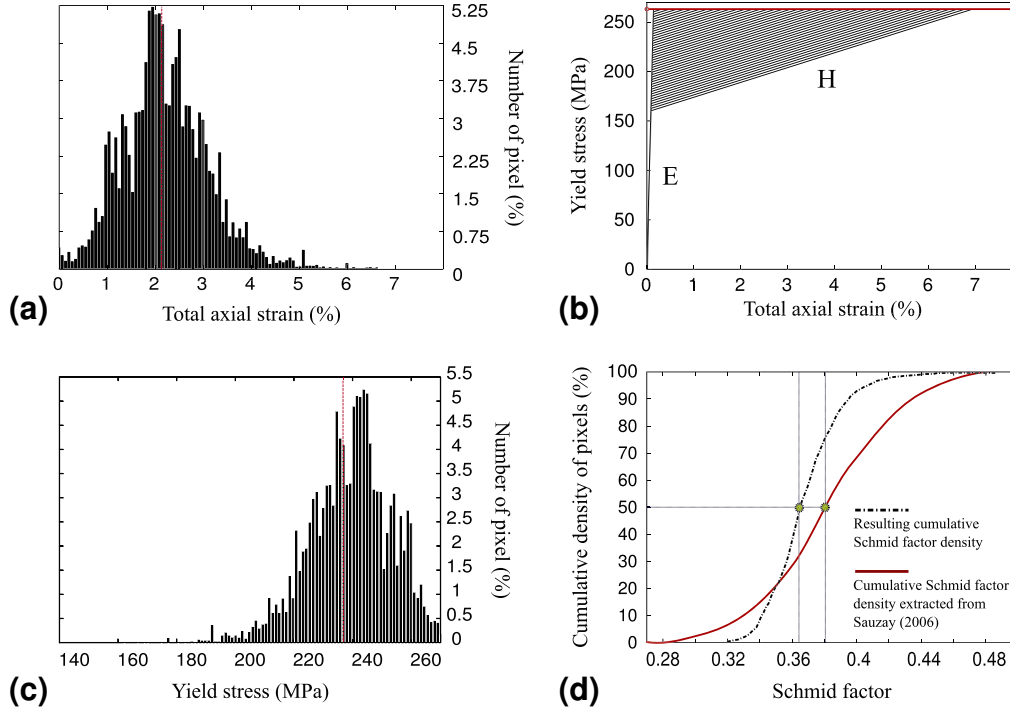 5.25
4.5
3.75
3
2.25
1.5
0.75
0
Number of pixel (%)
0 1 2 3 4 5 6 7
Total axial strain (%)
(a)
250
200
150
100
50
0
Yield stress (MPa)
E
H
0 1 2 3 4 5 6 7
Total axial strain (%)
(b)
5.5
5
4.5
4
3.5
3
2.5
2
1.5
1
0.5
0
Number of pixel (%)
140 160 180 200 220 240 260
Yield stress (MPa)
(c)
100
90
80
70
60
50
40
30
20
10
0
Cumulative density of pixels (%)
Resulting cumulative
Schmid factor density
Cumulative Schmid factor
density extracted from
Sauzay (2006)
0.28 0.32 0.36 0.4 0.44 0.48
Schmid factor
(d)